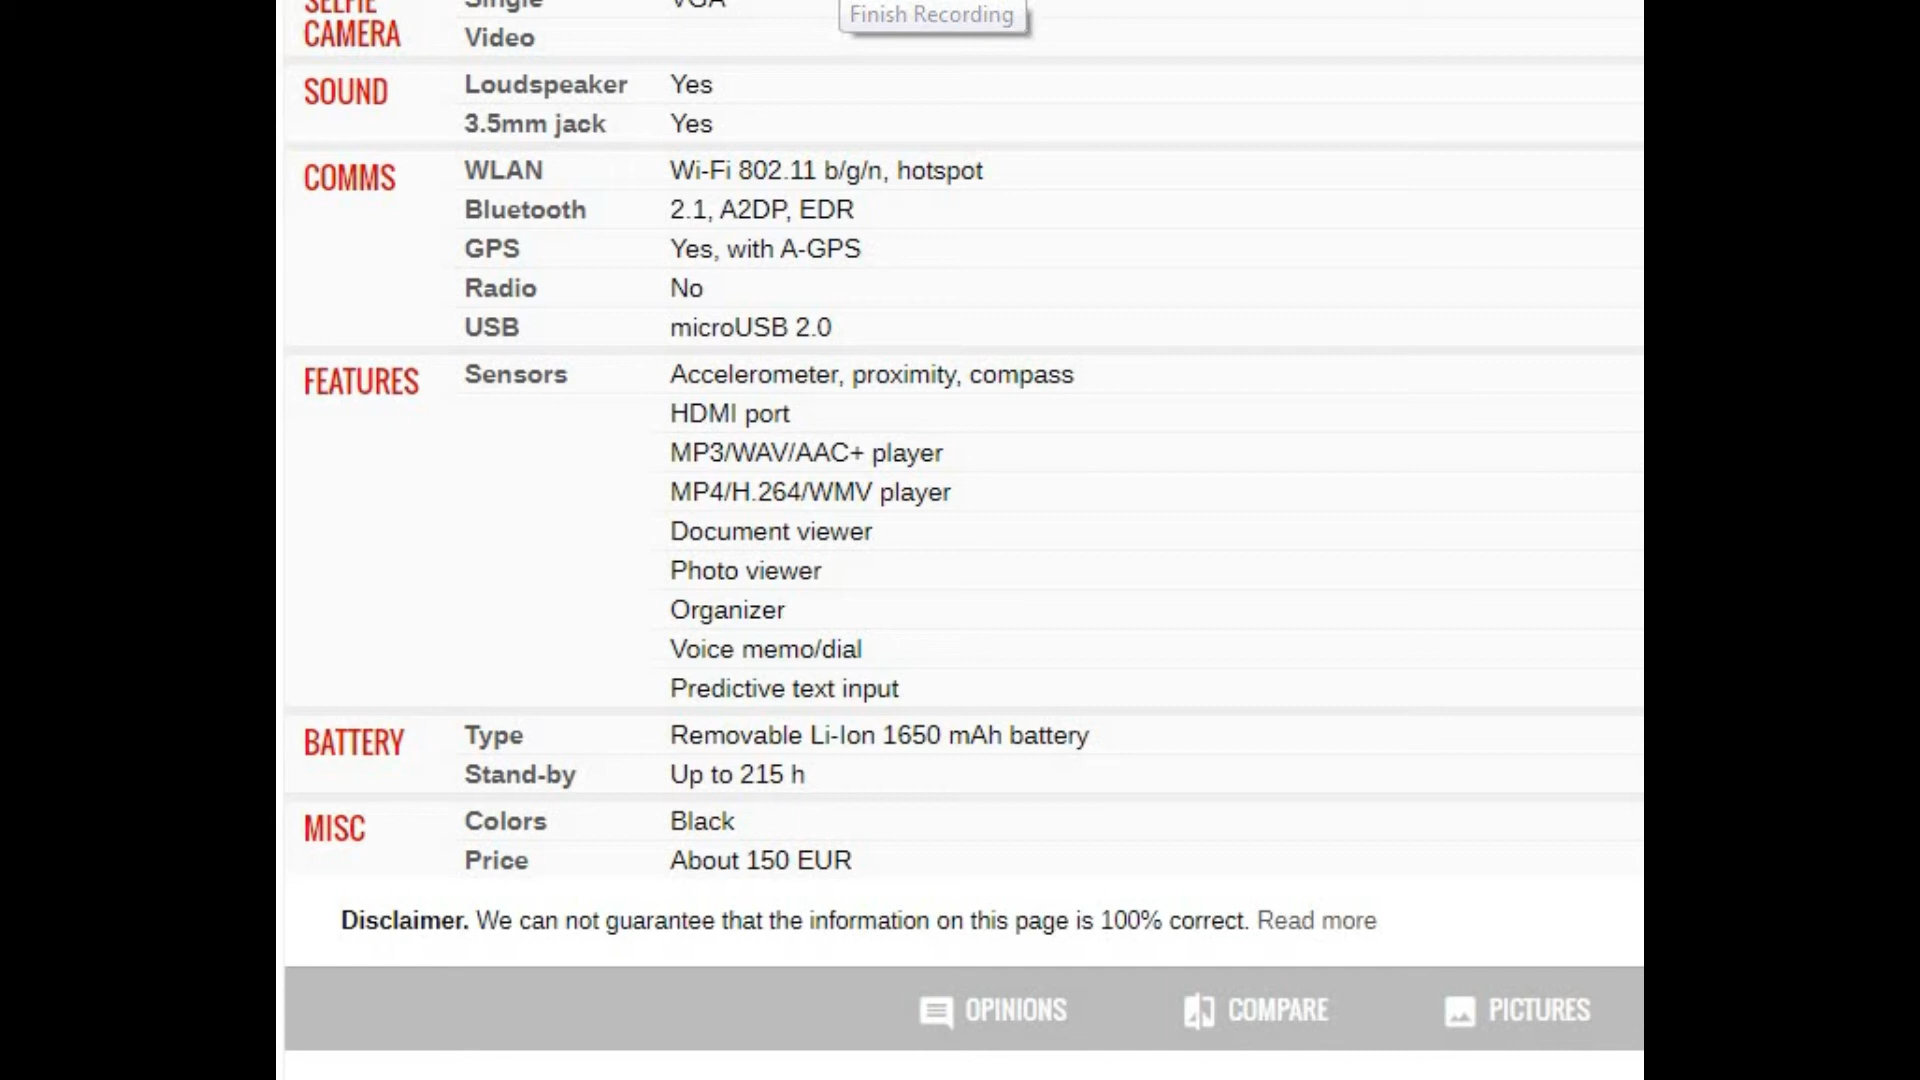 SELFIE CAMERA Single VGA
Finish Recording
Video
SOUND Loudspeaker Yes
3.5mm jack Yes
COMMS WLAN Wi-Fi 802.11 b/g/n, hotspot
Bluetooth 2.1, A2DP, EDR
GPS Yes, with A-GPS
Radio No
USB microUSB 2.0
FEATURES Sensors Accelerometer, proximity, compass
HDMI port
MP3/WAV/AAC+ player
MP4/H.264/WMV player
Document viewer
Photo viewer
Organizer
Voice memo/dial
Predictive text input
BATTERY Type Removable Li-Ion 1650 mAh battery
Stand-by Up to 215 h
MISC Colors Black
Price About 150 EUR
Disclaimer. We can not guarantee that the information on this page is 100% correct. Read more
OPINIONS COMPARE PICTURES